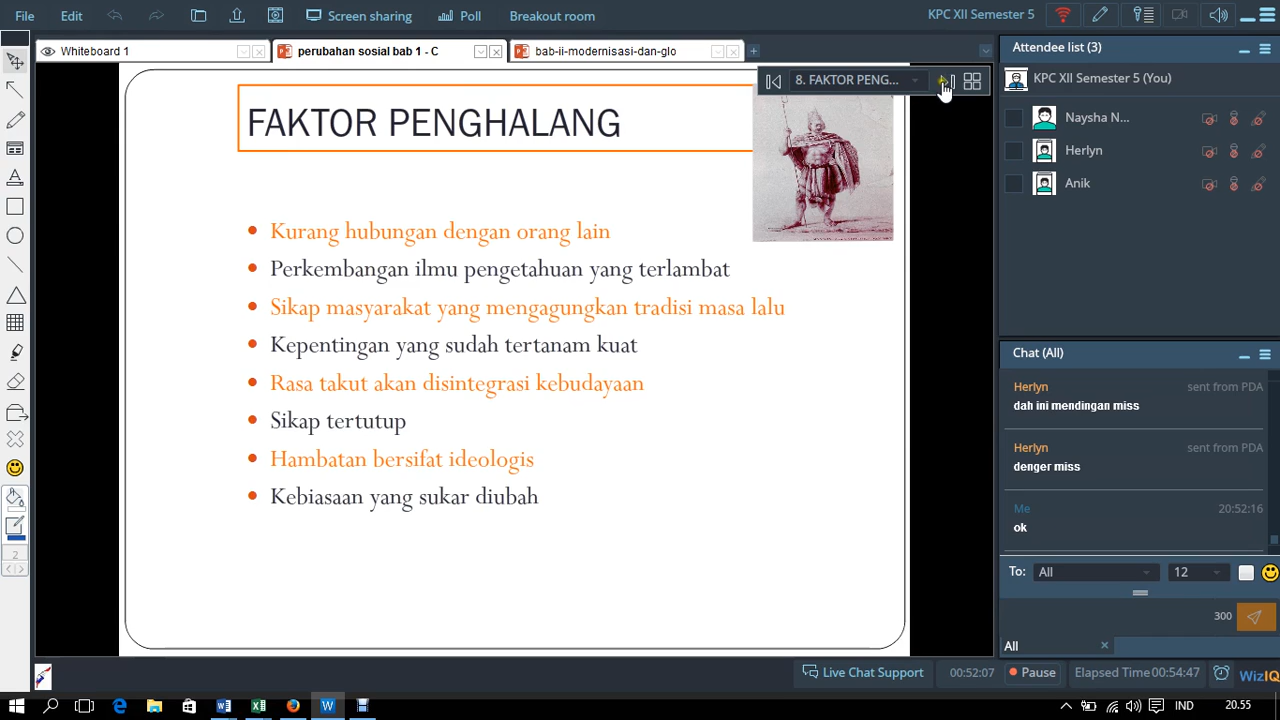 File Edit Screen sharing Poll Breakout room KPC XII Semester 5
Whiteboard 1 perubahan sosial bab 1 - C bab-ii-modernisasi-dan-glo
Attendee list (3)
8. FAKTOR PENG...
KPC XII Semester 5 (You)
Naysha N...
Herlyn
Anik
FAKTOR PENGHALANG
Kurang hubungan dengan orang lain
Perkembangan ilmu pengetahuan yang terlambat
Sikap masyarakat yang mengagungkan tradisi masa lalu
Kepentingan yang sudah tertanam kuat
Rasa takut akan disintegrasi kebudayaan
Sikap tertutup
Hambatan bersifat ideologis
Kebiasaan yang sukar diubah
Chat (All)
Herlyn sent from PDA
dah ini mendingan miss
Herlyn sent from PDA
denger miss
Me 20:52:16
ok
To: All 12
300
All
2
Live Chat Support 00:52:07 Pause Elapsed Time 00:54:47 WizIQ
IND 20.55